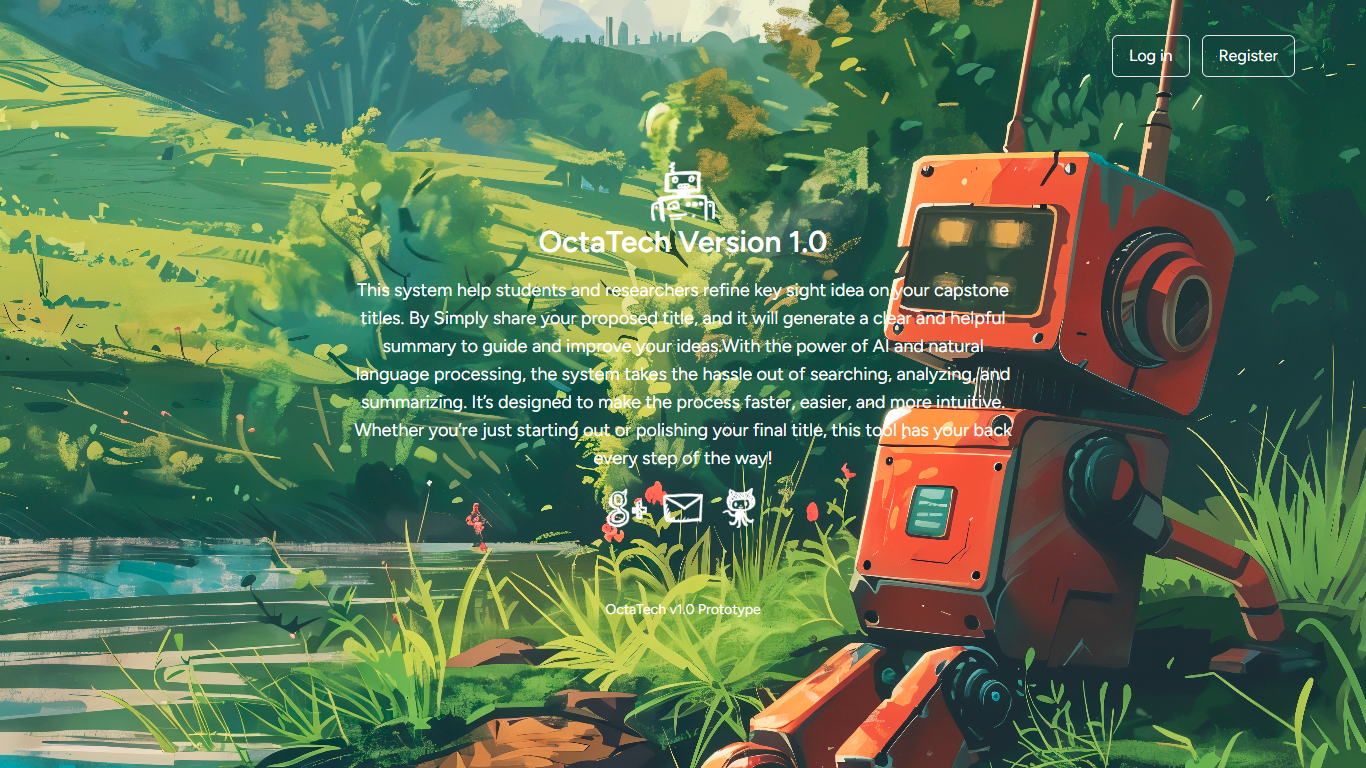 Log in
Register
OctaTech Version 1.0
This system help students and researchers refine key sight idea on your capstone
titles. By Simply share your proposed title, and it will generate a clear and helpful
summary to guide and improve your ideas.With the power of AI and natural
language processing, the system takes the hassle out of searching, analyzing, and
summarizing. It’s designed to make the process faster, easier, and more intuitive.
Whether you’re just starting out or polishing your final title, this tool has your back
every step of the way!
g+
OctaTech v1.0 Prototype